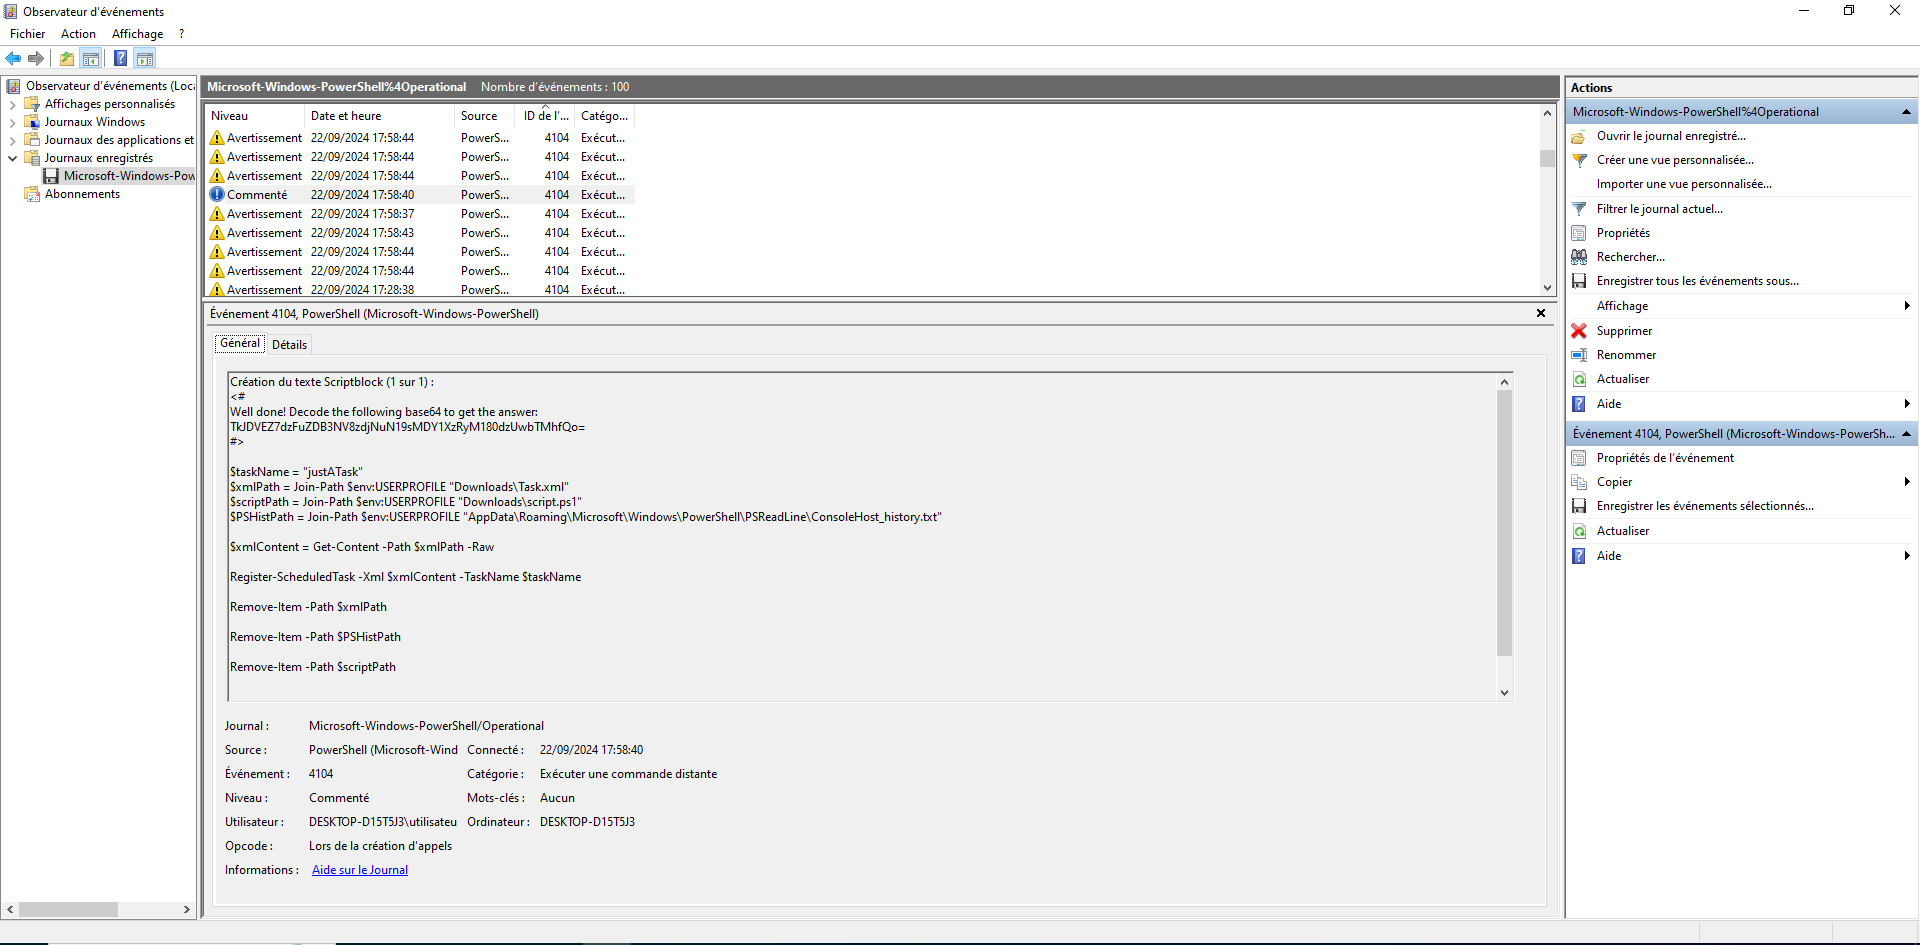 Observateur d'événements
Fichier Action Affichage ?
Observateur d'événements (Loca
Affichages personnalisés
Journaux Windows
Journaux des applications et
Journaux enregistrés
Microsoft-Windows-Pow
Abonnements
Microsoft-Windows-PowerShell%4Operational Nombre d'événements : 100
Niveau Date et heure Source ID de l'... Catégo...
Avertissement 22/09/2024 17:58:44 PowerS... 4104 Exécut...
Avertissement 22/09/2024 17:58:44 PowerS... 4104 Exécut...
Avertissement 22/09/2024 17:58:44 PowerS... 4104 Exécut...
Commenté 22/09/2024 17:58:40 PowerS... 4104 Exécut...
Avertissement 22/09/2024 17:58:37 PowerS... 4104 Exécut...
Avertissement 22/09/2024 17:58:43 PowerS... 4104 Exécut...
Avertissement 22/09/2024 17:58:44 PowerS... 4104 Exécut...
Avertissement 22/09/2024 17:58:44 PowerS... 4104 Exécut...
Avertissement 22/09/2024 17:28:38 PowerS... 4104 Exécut...
Événement 4104, PowerShell (Microsoft-Windows-PowerShell)
Général Détails
Création du texte Scriptblock (1 sur 1) :
<#
Well done! Decode the following base64 to get the answer:
TkJDVEZ7dzFuZDB3NV8zdjNuN19sMDY1XzRyM180dzUwbTMhfQo=
#>
$taskName = "justATask"
$xmlPath = Join-Path $env:USERPROFILE "Downloads\Task.xml"
$scriptPath = Join-Path $env:USERPROFILE "Downloads\script.ps1"
$PSHistPath = Join-Path $env:USERPROFILE "AppData\Roaming\Microsoft\Windows\PowerShell\PSReadLine\ConsoleHost_history.txt"
$xmlContent = Get-Content -Path $xmlPath -Raw
Register-ScheduledTask -Xml $xmlContent -TaskName $taskName
Remove-Item -Path $xmlPath
Remove-Item -Path $PSHistPath
Remove-Item -Path $scriptPath
Journal : Microsoft-Windows-PowerShell/Operational
Source : PowerShell (Microsoft-Wind Connecté : 22/09/2024 17:58:40
Événement : 4104 Catégorie : Exécuter une commande distante
Niveau : Commenté Mots-clés : Aucun
Utilisateur : DESKTOP-D15T5J3\utilisateu Ordinateur : DESKTOP-D15T5J3
Opcode : Lors de la création d'appels
Informations : Aide sur le Journal
Actions
Microsoft-Windows-PowerShell%4Operational
Ouvrir le journal enregistré...
Créer une vue personnalisée...
Importer une vue personnalisée...
Filtrer le journal actuel...
Propriétés
Rechercher...
Enregistrer tous les événements sous...
Affichage
Supprimer
Renommer
Actualiser
Aide
Événement 4104, PowerShell (Microsoft-Windows-PowerSh...
Propriétés de l'événement
Copier
Enregistrer les événements sélectionnés...
Actualiser
Aide